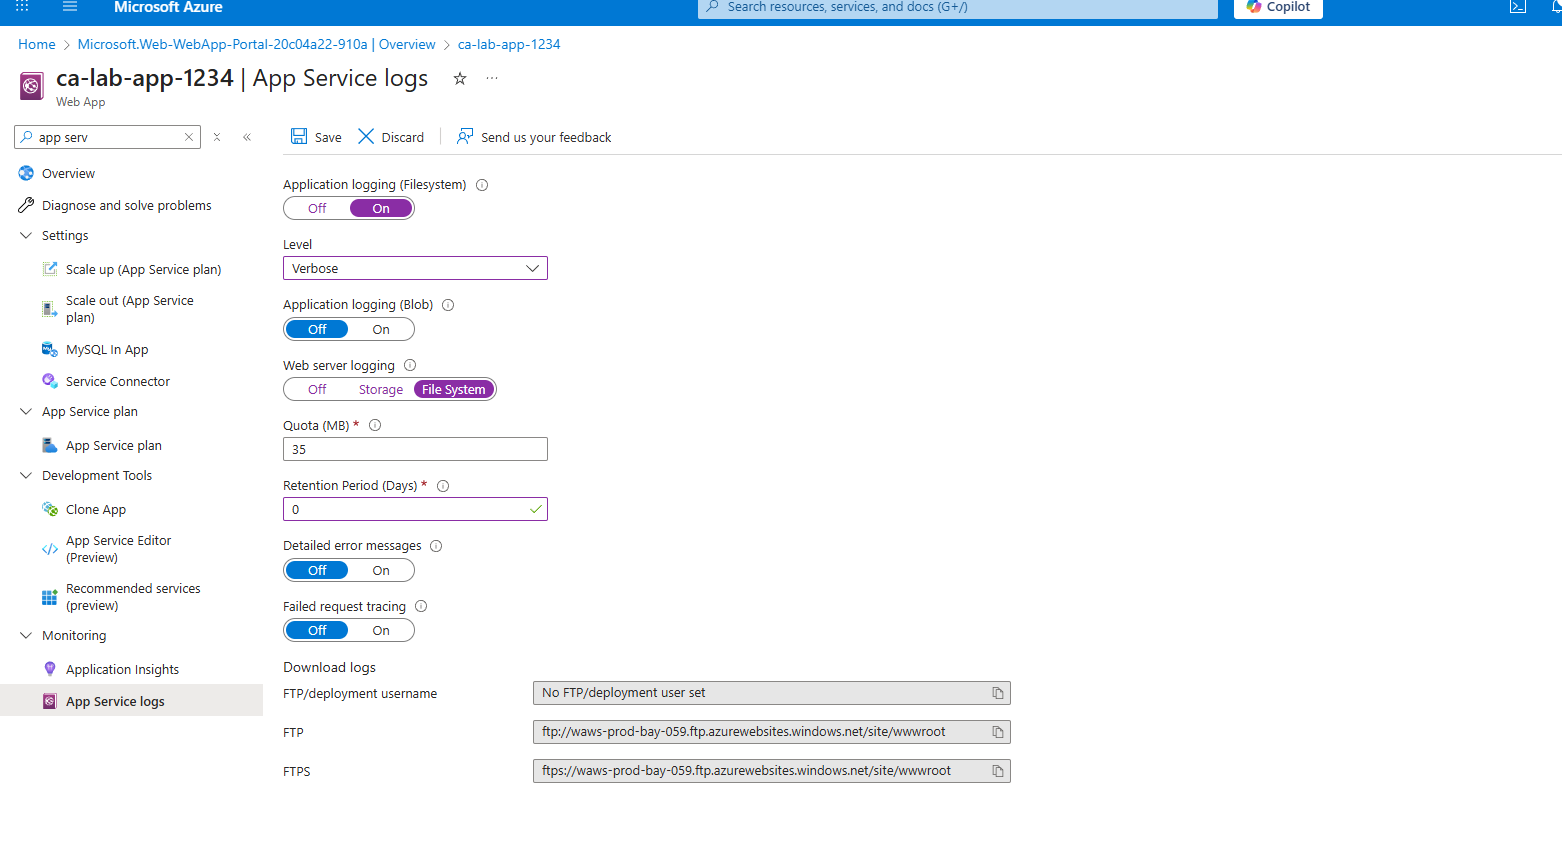 Microsoft Azure
Search resources, services, and docs (G+/)
Copilot
Home > Microsoft.Web-WebApp-Portal-20c04a22-910a | Overview > ca-lab-app-1234
ca-lab-app-1234 | App Service logs
Web App
app serv
Overview
Diagnose and solve problems
Settings
Scale up (App Service plan)
Scale out (App Service
plan)
MySQL In App
Service Connector
App Service plan
App Service plan
Development Tools
Clone App
App Service Editor
(Preview)
Recommended services
(preview)
Monitoring
Application Insights
App Service logs
Save
Discard
Send us your feedback
Application logging (Filesystem)
Off On
Level
Verbose
Application logging (Blob)
Off On
Web server logging
Off Storage File System
Quota (MB) *
35
Retention Period (Days) *
0
Detailed error messages
Off On
Failed request tracing
Off On
Download logs
FTP/deployment username
No FTP/deployment user set
FTP
ftp://waws-prod-bay-059.ftp.azurewebsites.windows.net/site/wwwroot
FTPS
ftps://waws-prod-bay-059.ftp.azurewebsites.windows.net/site/wwwroot